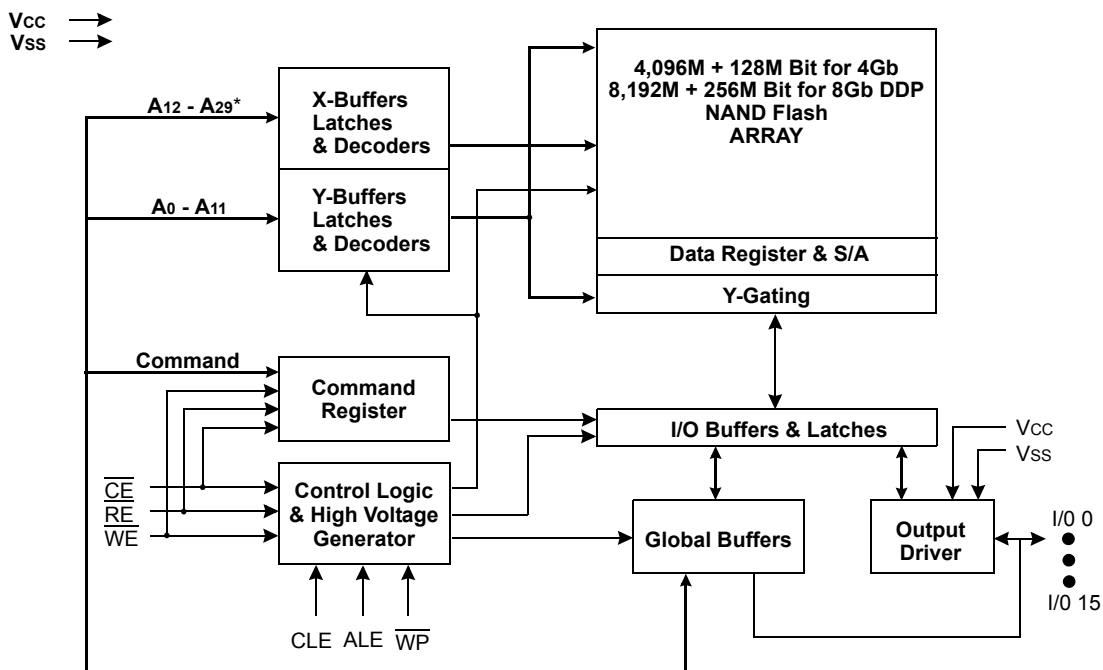 VCC
VSS
A12 - A29*
X-Buffers
Latches
& Decoders
4,096M + 128M Bit for 4Gb
8,192M + 256M Bit for 8Gb DDP
NAND Flash
ARRAY
A0 - A11
Y-Buffers
Latches
& Decoders
Data Register & S/A
Y-Gating
Command
Command
Register
I/O Buffers & Latches
VCC
VSS
CE
RE
WE
Control Logic
& High Voltage
Generator
Global Buffers
Output
Driver
I/0 0
I/0 15
CLE
ALE
WP